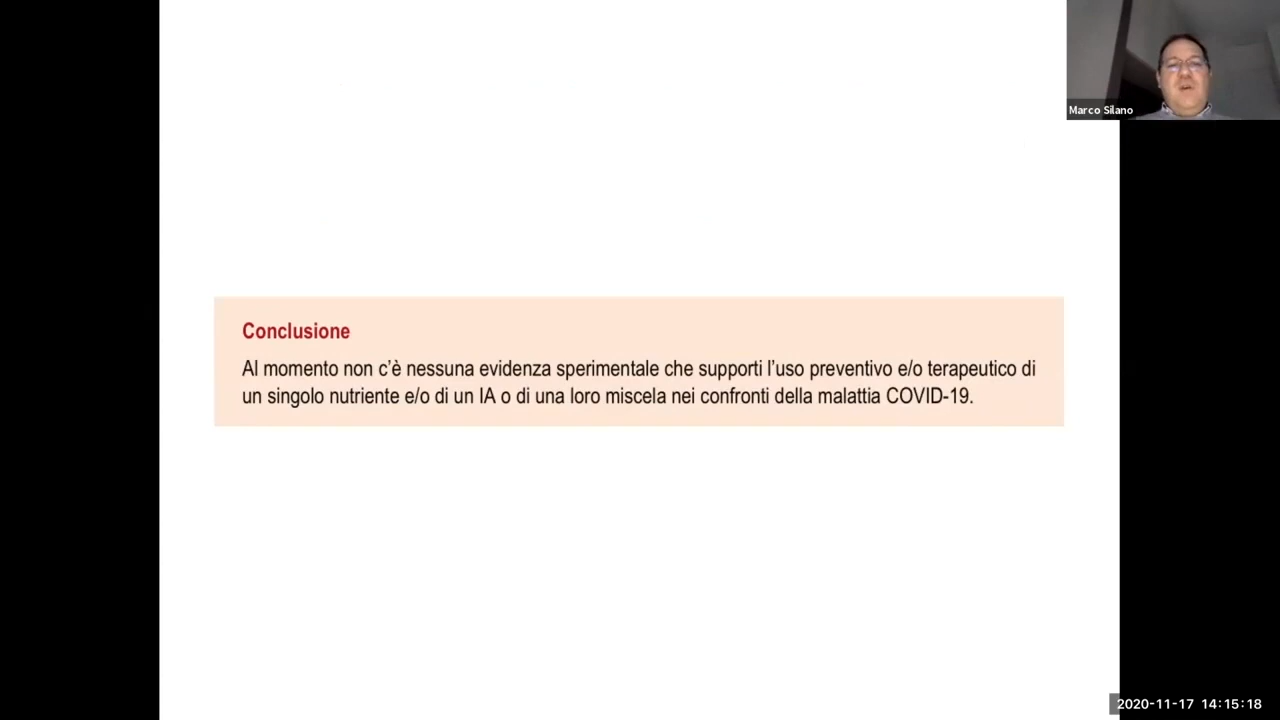 Marco Silano
Conclusione
Al momento non c'è nessuna evidenza sperimentale che supporti l'uso preventivo e/o terapeutico di
un singolo nutriente e/o di un IA o di una loro miscela nei confronti della malattia COVID-19.
2020-11-17 14:15:18